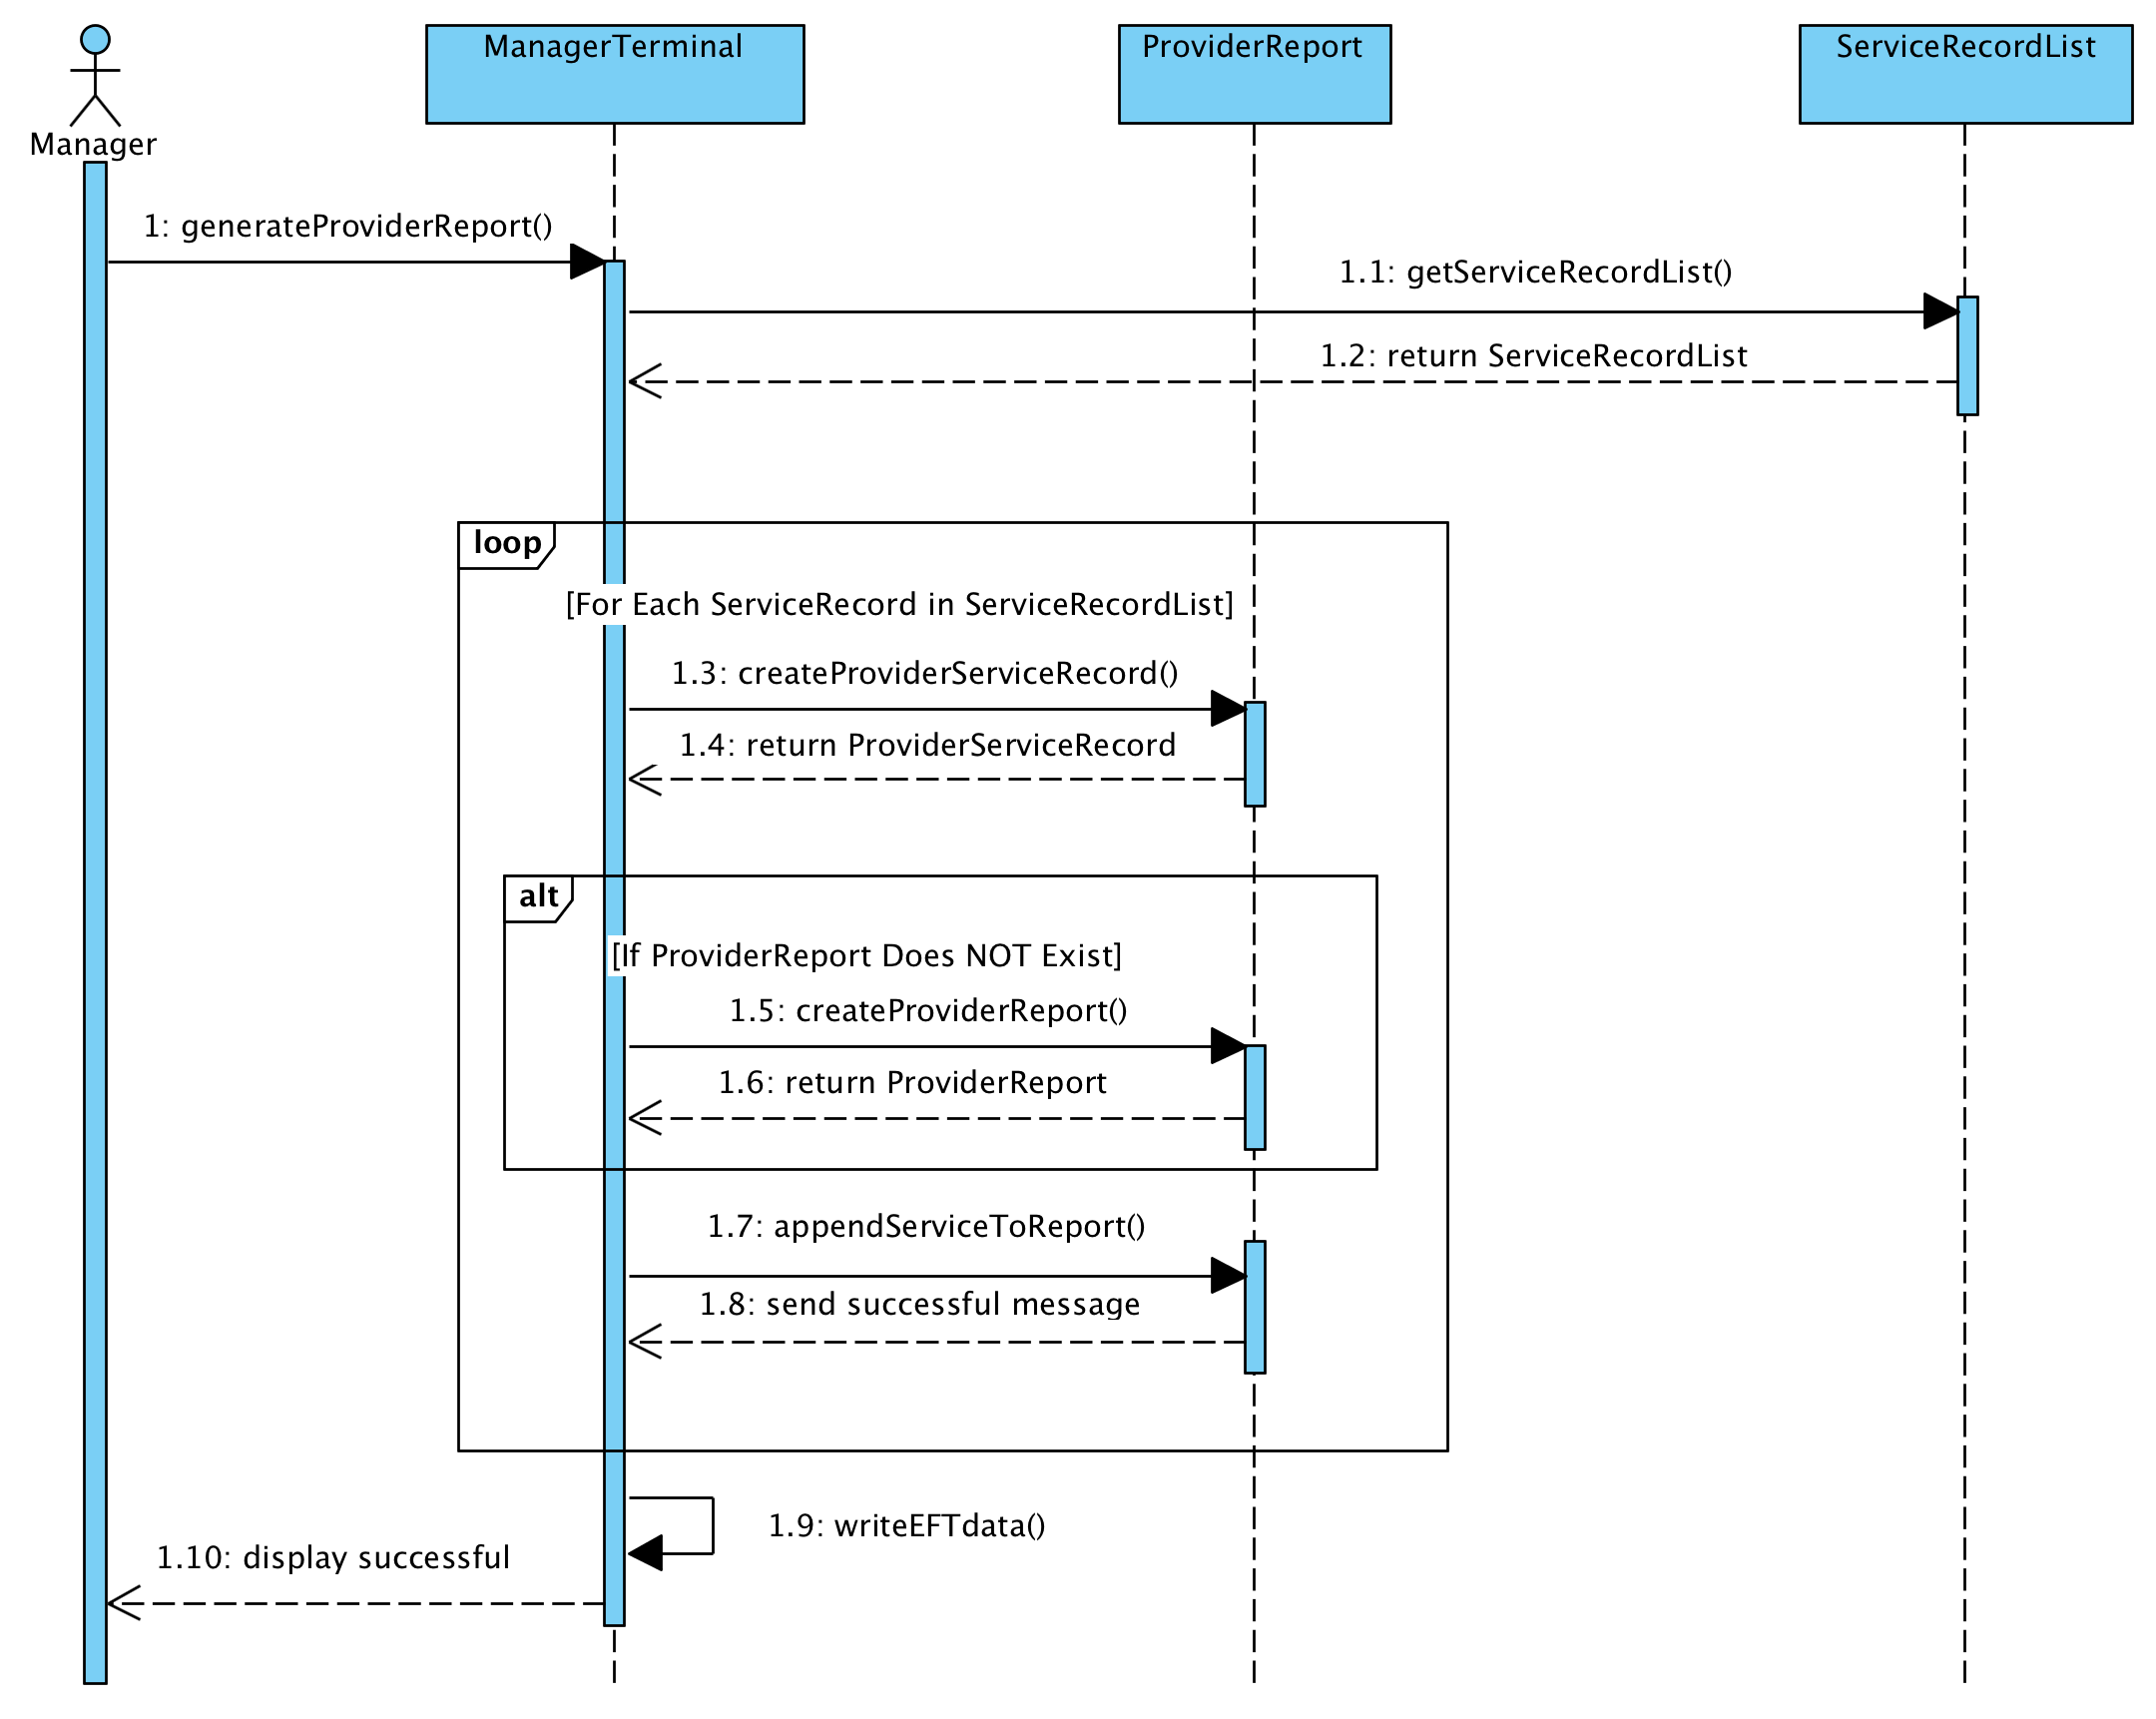 ManagerTerminal
ProviderReport
ServiceRecordList
Manager
1: generateProviderReport()
1.1: getServiceRecordList()
1.2: return ServiceRecordList
loop
[For Each ServiceRecord in ServiceRecordList]
1.3: createProviderServiceRecord()
1.4: return ProviderServiceRecord
alt
[If ProviderReport Does NOT Exist]
1.5: createProviderReport()
1.6: return ProviderReport
1.7: appendServiceToReport()
1.8: send successful message
1.9: writeEFTdata()
1.10: display successful